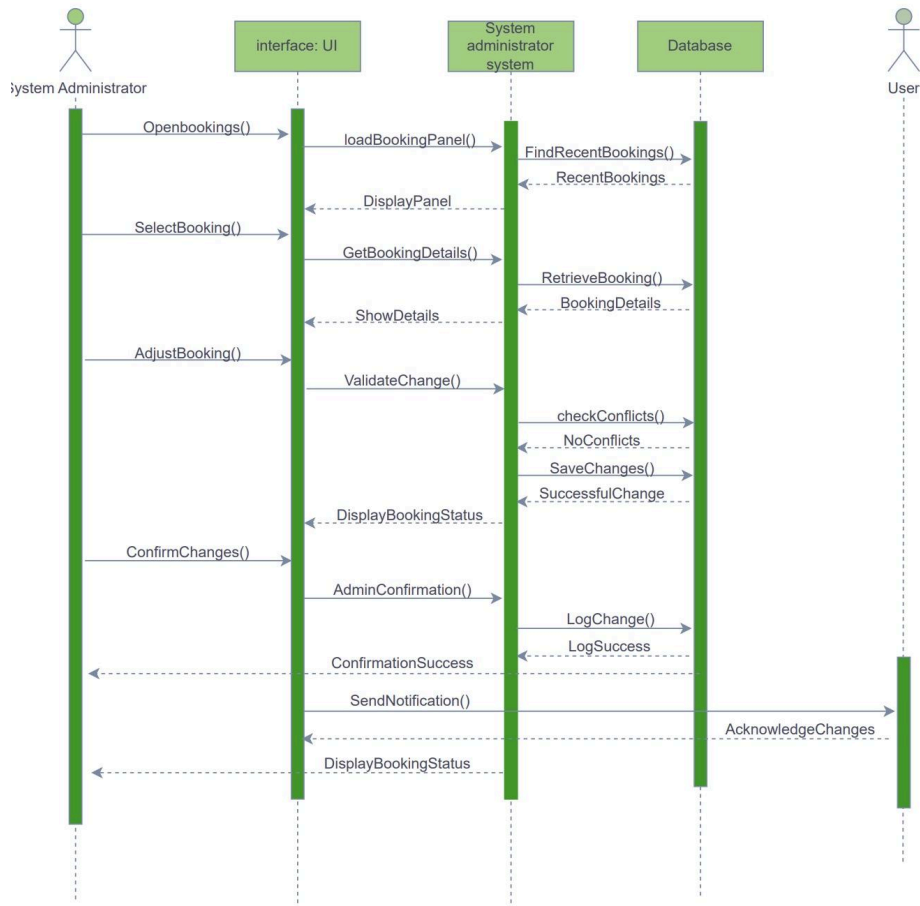 System
interface: UI
administrator
Database
system
ystem Administrator
User
Openbookings()
loadBookingPanel()
FindRecentBookings()
RecentBookings
DisplayPanel
SelectBooking()
GetBookingDetails()
RetrieveBooking()
BookingDetails
ShowDetails
AdjustBooking()
ValidateChange()
checkConflicts()
NoConflicts
SaveChanges()
SuccessfulChange
DisplayBookingStatus
ConfirmChanges()
AdminConfirmation()
LogChange()
LogSuccess
ConfirmationSuccess
SendNotification()
AcknowledgeChanges
DisplayBookingStatus